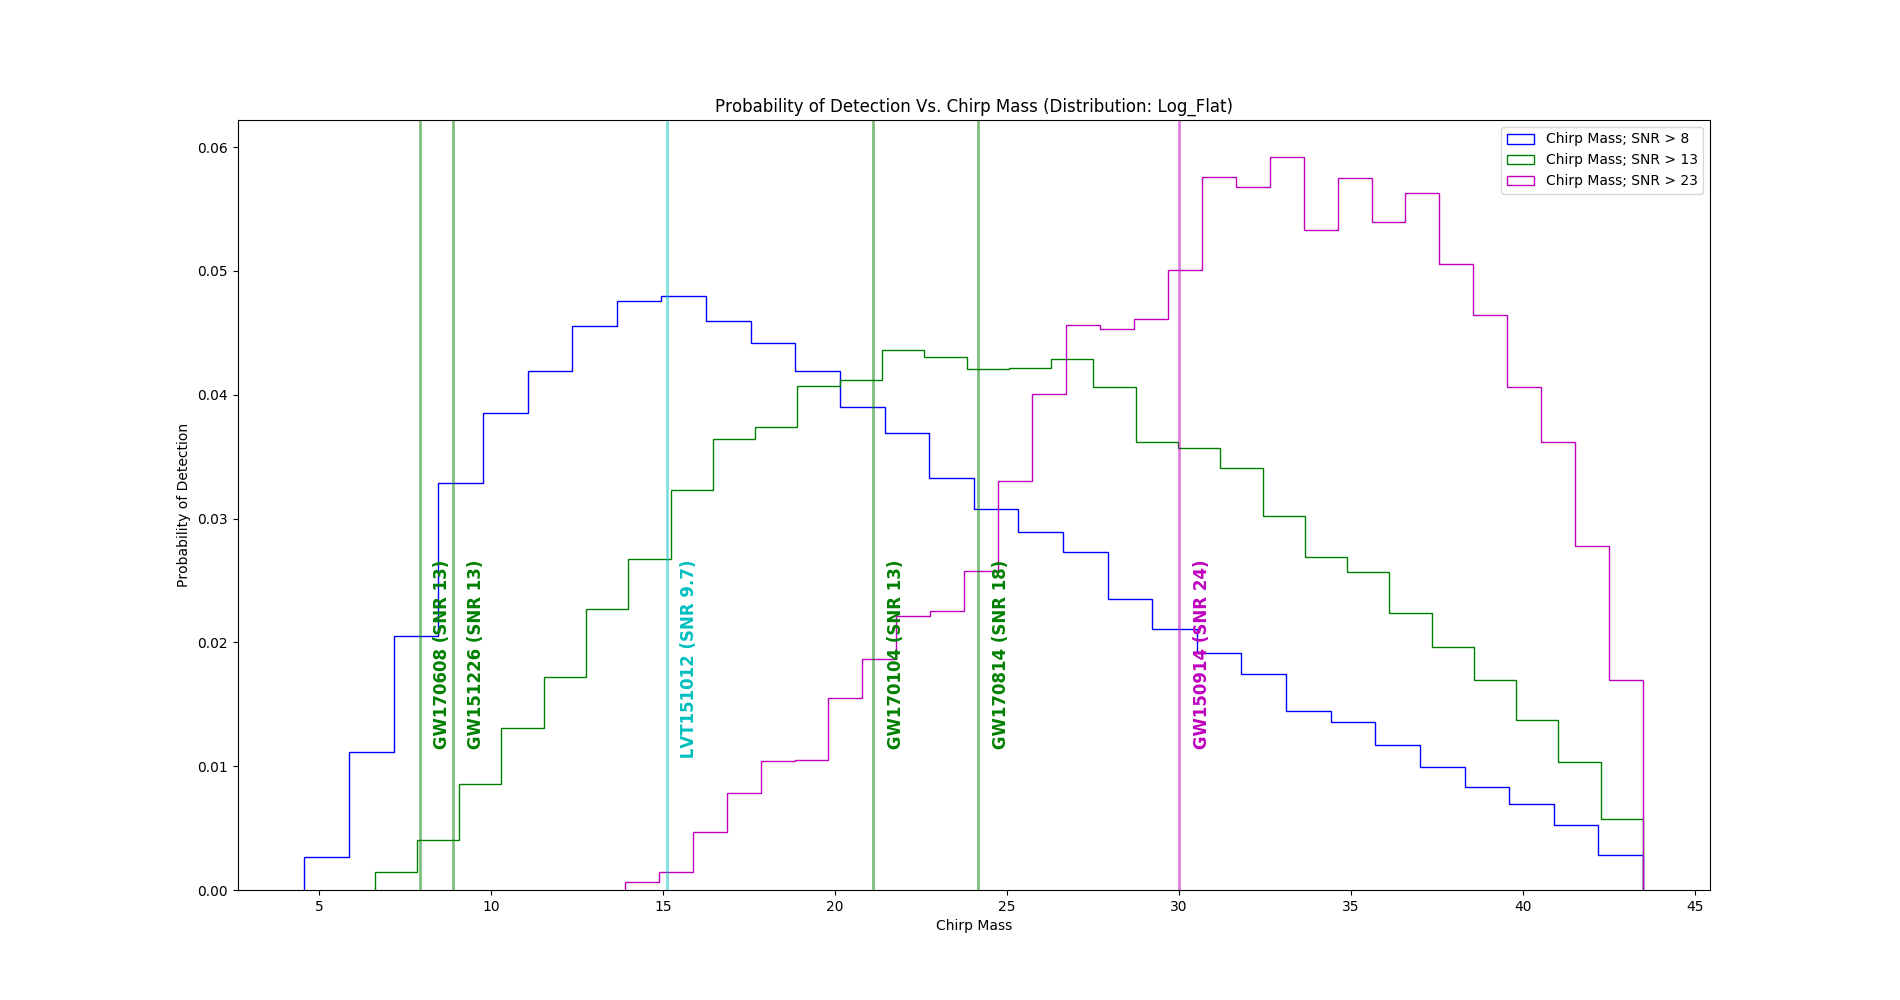 Probability of Detection Vs. Chirp Mass (Distribution: Log_Flat)
Chirp Mass; SNR > 8
Chirp Mass; SNR > 13
Chirp Mass; SNR > 23
Probability of Detection
0.06
0.05
0.04
0.03
0.02
0.01
0.00
GW170608 (SNR 13)
GW151226 (SNR 13)
LVT151012 (SNR 9.7)
GW170104 (SNR 13)
GW170814 (SNR 18)
GW150914 (SNR 24)
5 10 15 20 25 30 35 40 45
Chirp Mass